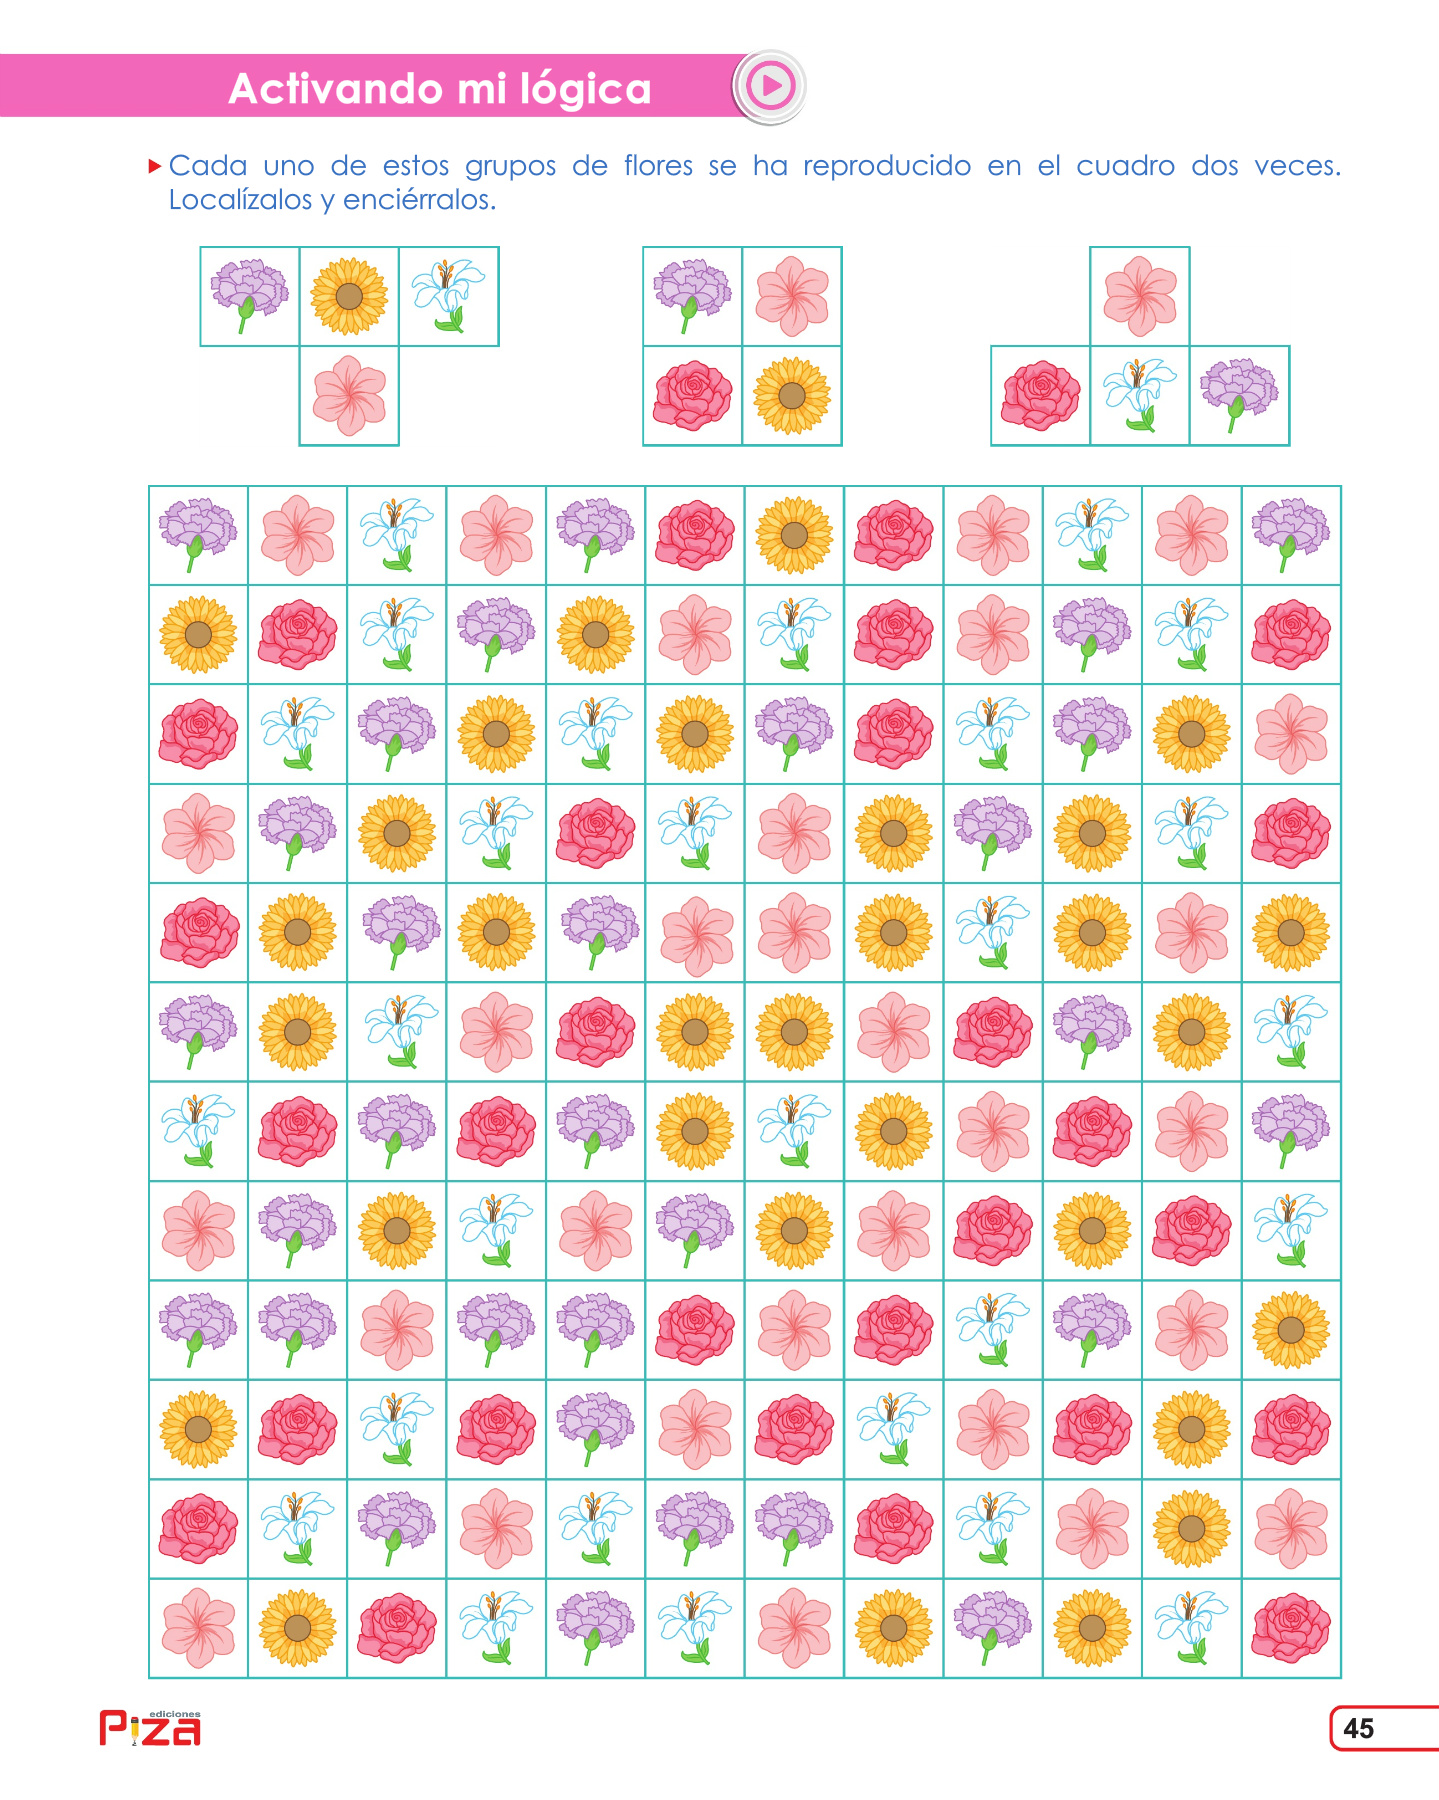 Activando mi lógica
Cada uno de estos grupos de flores se ha reproducido en el cuadro dos veces.
Localízalos y enciérralos.
ediciones
Piza
45